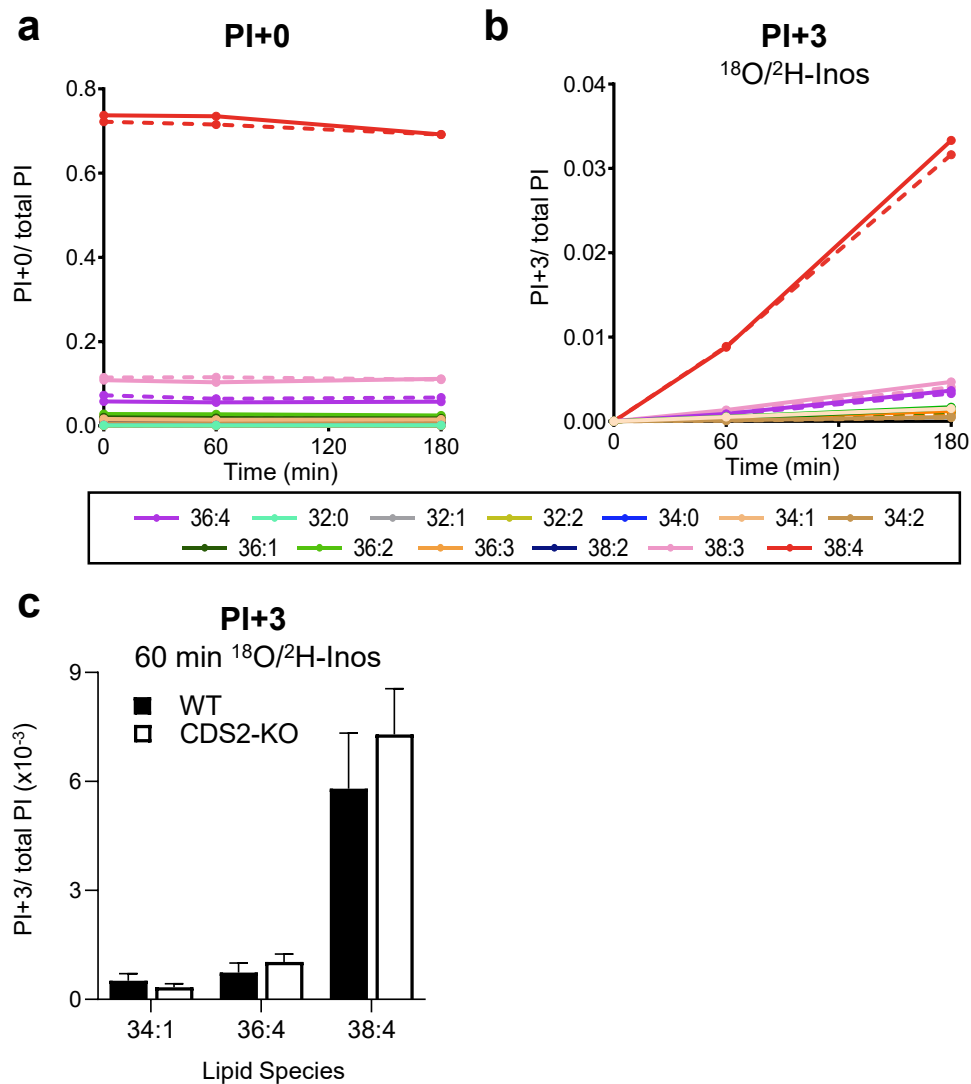 a
PI+0
PI+0/ total PI
0.8
0.6
0.4
0.2
0.0
0 60 120 180
Time (min)
b
PI+3
¹⁸O/²H-Inos
PI+3/ total PI
0.04
0.03
0.02
0.01
0.00
0 60 120 180
Time (min)
36:4 32:0 32:1 32:2 34:0 34:1 34:2
36:1 36:2 36:3 38:2 38:3 38:4
c
PI+3
60 min ¹⁸O/²H-Inos
WT
CDS2-KO
PI+3/ total PI (x10⁻³)
9
6
3
0
34:1 36:4 38:4
Lipid Species